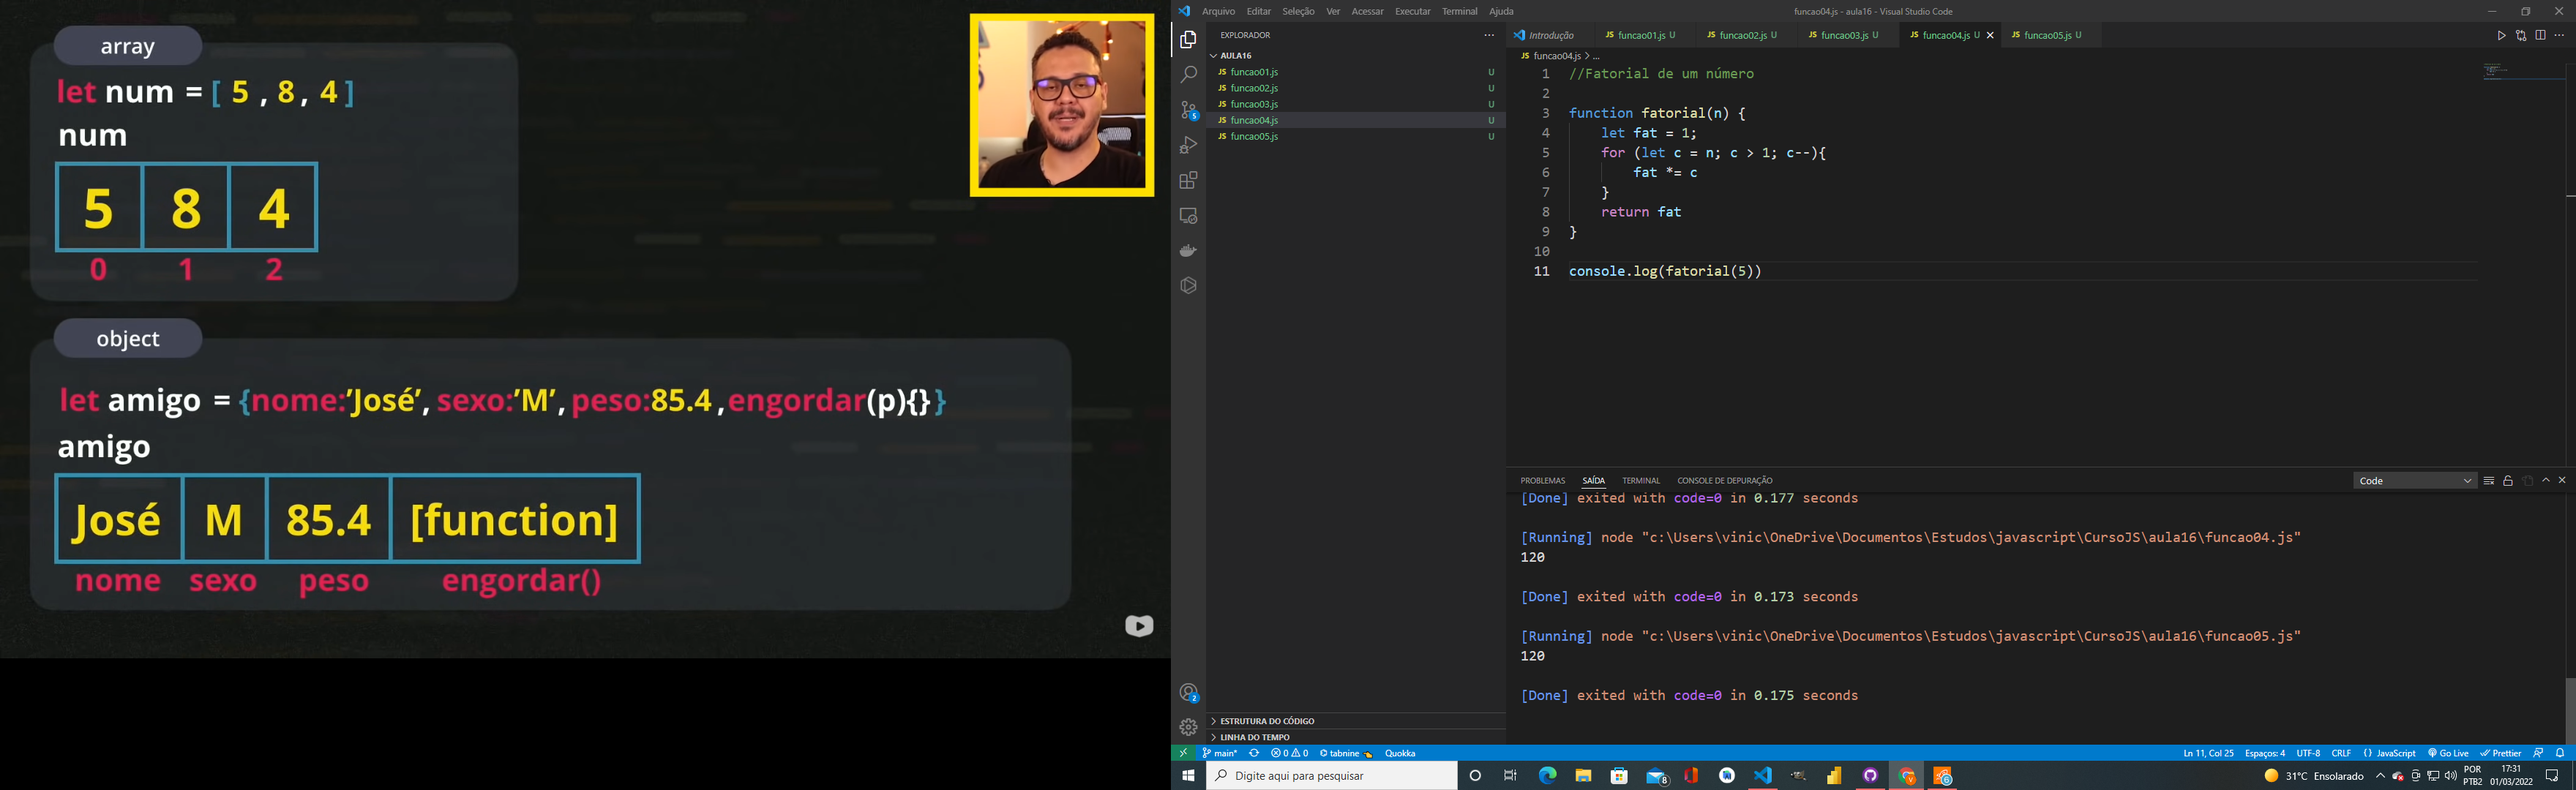 array
let num = [ 5 , 8, 4 ]
num
5 8 4
0 1 2
object
let amigo = {nome:'José', sexo:'M', peso:85.4 ,engordar(p){} }
amigo
José M 85.4 [function]
nome sexo peso engordar()
Arquivo Editar Seleção Ver Acessar Executar Terminal Ajuda
funcao04.js - aula16 - Visual Studio Code
EXPLORADOR
AULA16
JS funcao01.js U
JS funcao02.js U
JS funcao03.js U
JS funcao04.js U
JS funcao05.js U
ESTRUTURA DO CÓDIGO
LINHA DO TEMPO
Introdução JS funcao01.js U JS funcao02.js U JS funcao03.js U JS funcao04.js U JS funcao05.js U
JS funcao04.js > ...
1 //Fatorial de um número
2
3 function fatorial(n) {
4 let fat = 1;
5 for (let c = n; c > 1; c--){
6 fat *= c
7 }
8 return fat
9 }
10
11 console.log(fatorial(5))
PROBLEMAS SAÍDA TERMINAL CONSOLE DE DEPURAÇÃO
Code
[Done] exited with code=0 in 0.177 seconds
[Running] node "c:\Users\vinic\OneDrive\Documentos\Estudos\javascript\CursoJS\aula16\funcao04.js"
120
[Done] exited with code=0 in 0.173 seconds
[Running] node "c:\Users\vinic\OneDrive\Documentos\Estudos\javascript\CursoJS\aula16\funcao05.js"
120
[Done] exited with code=0 in 0.175 seconds
5
2
main* 0 0 tabnine Quokka
Ln 11, Col 25 Espaços: 4 UTF-8 CRLF {} JavaScript Go Live Prettier
Digite aqui para pesquisar
8
6
31°C Ensolarado
POR
PTB2
17:31
01/03/2022